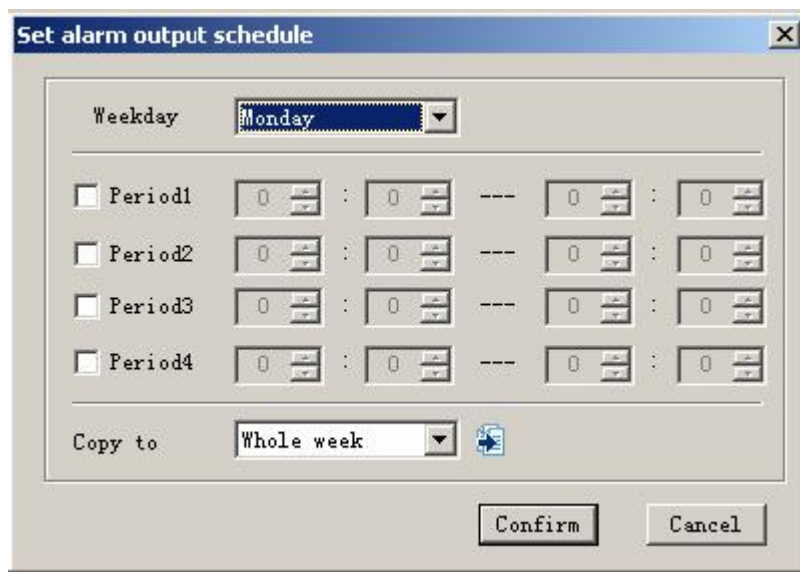 Set alarm output schedule
Weekday Monday
Period1 0 : 0 --- 0 : 0
Period2 0 : 0 --- 0 : 0
Period3 0 : 0 --- 0 : 0
Period4 0 : 0 --- 0 : 0
Copy to Whole week
Confirm Cancel